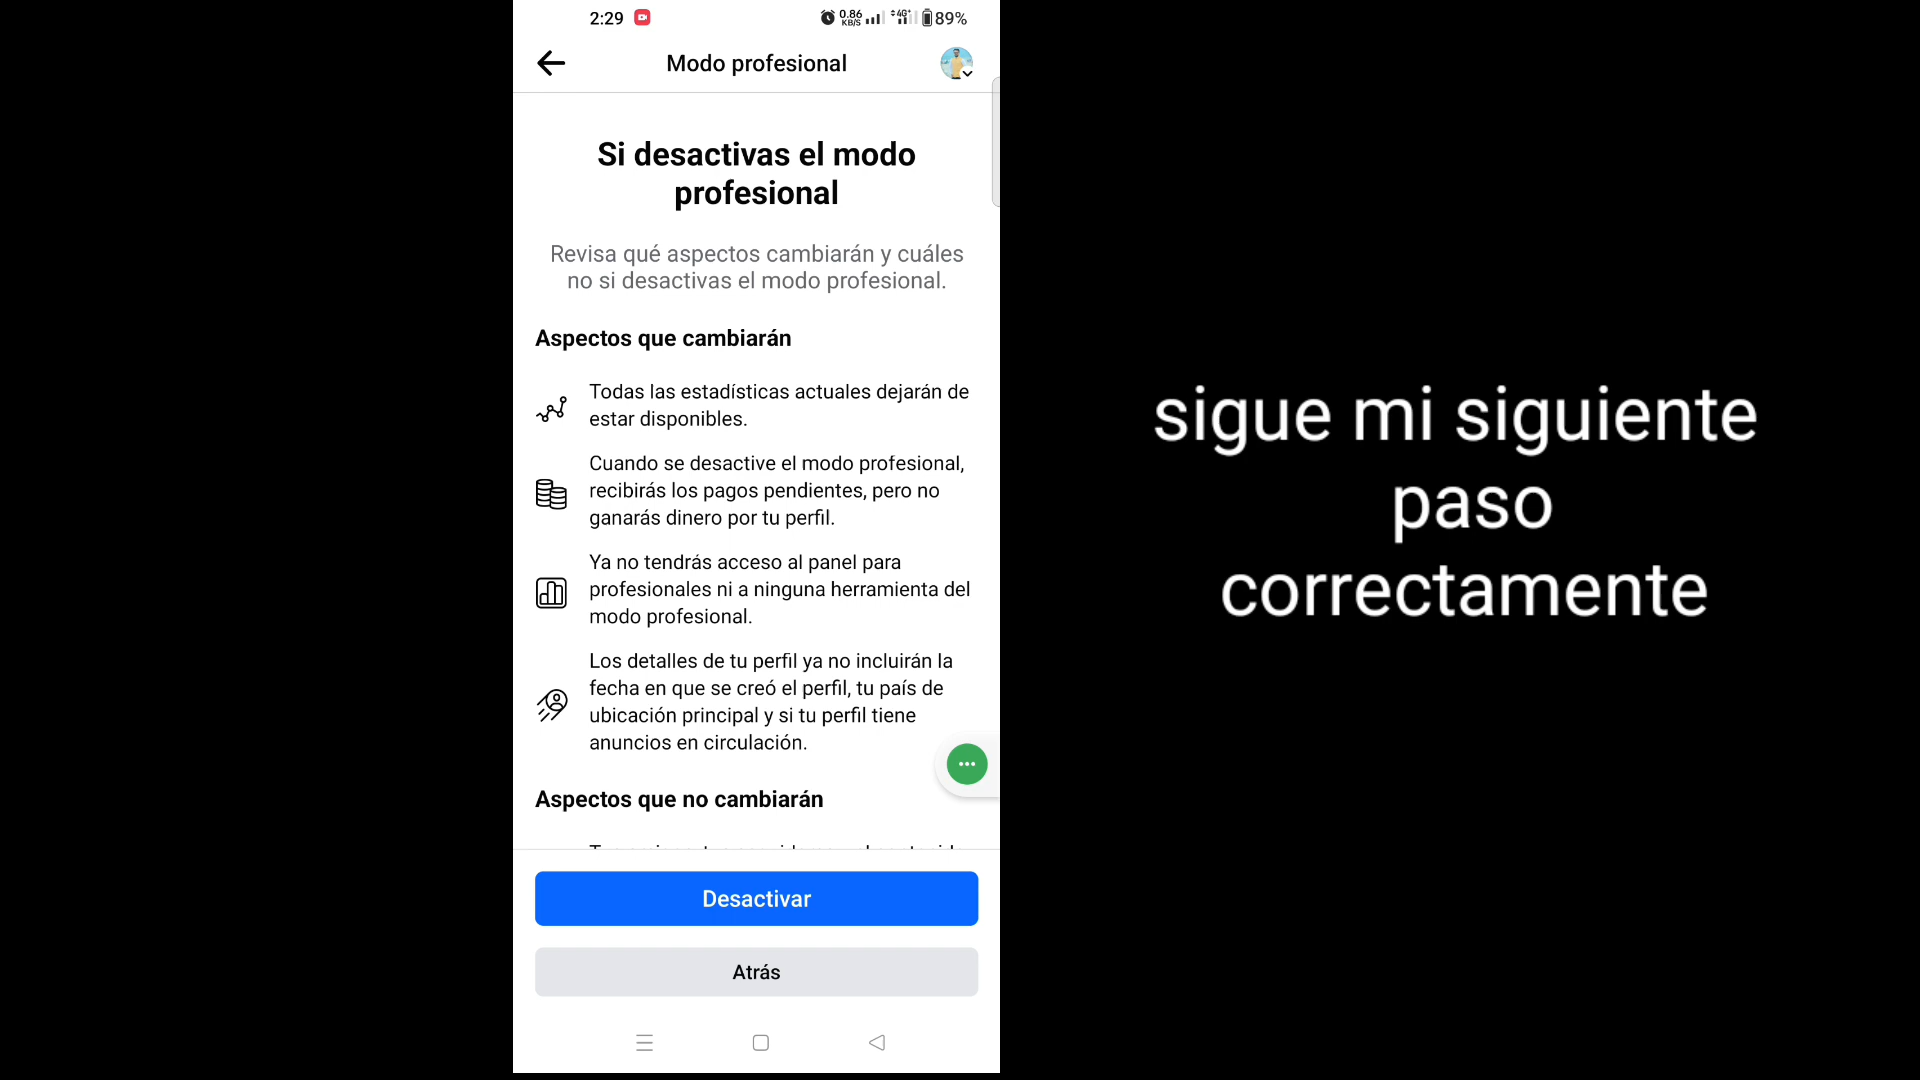 2:29
0.86
KB/S
4G+
89%
Modo profesional
Si desactivas el modo
profesional
Revisa qué aspectos cambiarán y cuáles
no si desactivas el modo profesional.
Aspectos que cambiarán
Todas las estadísticas actuales dejarán de
estar disponibles.
Cuando se desactive el modo profesional,
recibirás los pagos pendientes, pero no
ganarás dinero por tu perfil.
Ya no tendrás acceso al panel para
profesionales ni a ninguna herramienta del
modo profesional.
Los detalles de tu perfil ya no incluirán la
fecha en que se creó el perfil, tu país de
ubicación principal y si tu perfil tiene
anuncios en circulación.
Aspectos que no cambiarán
Desactivar
Atrás
sigue mi siguiente
paso
correctamente